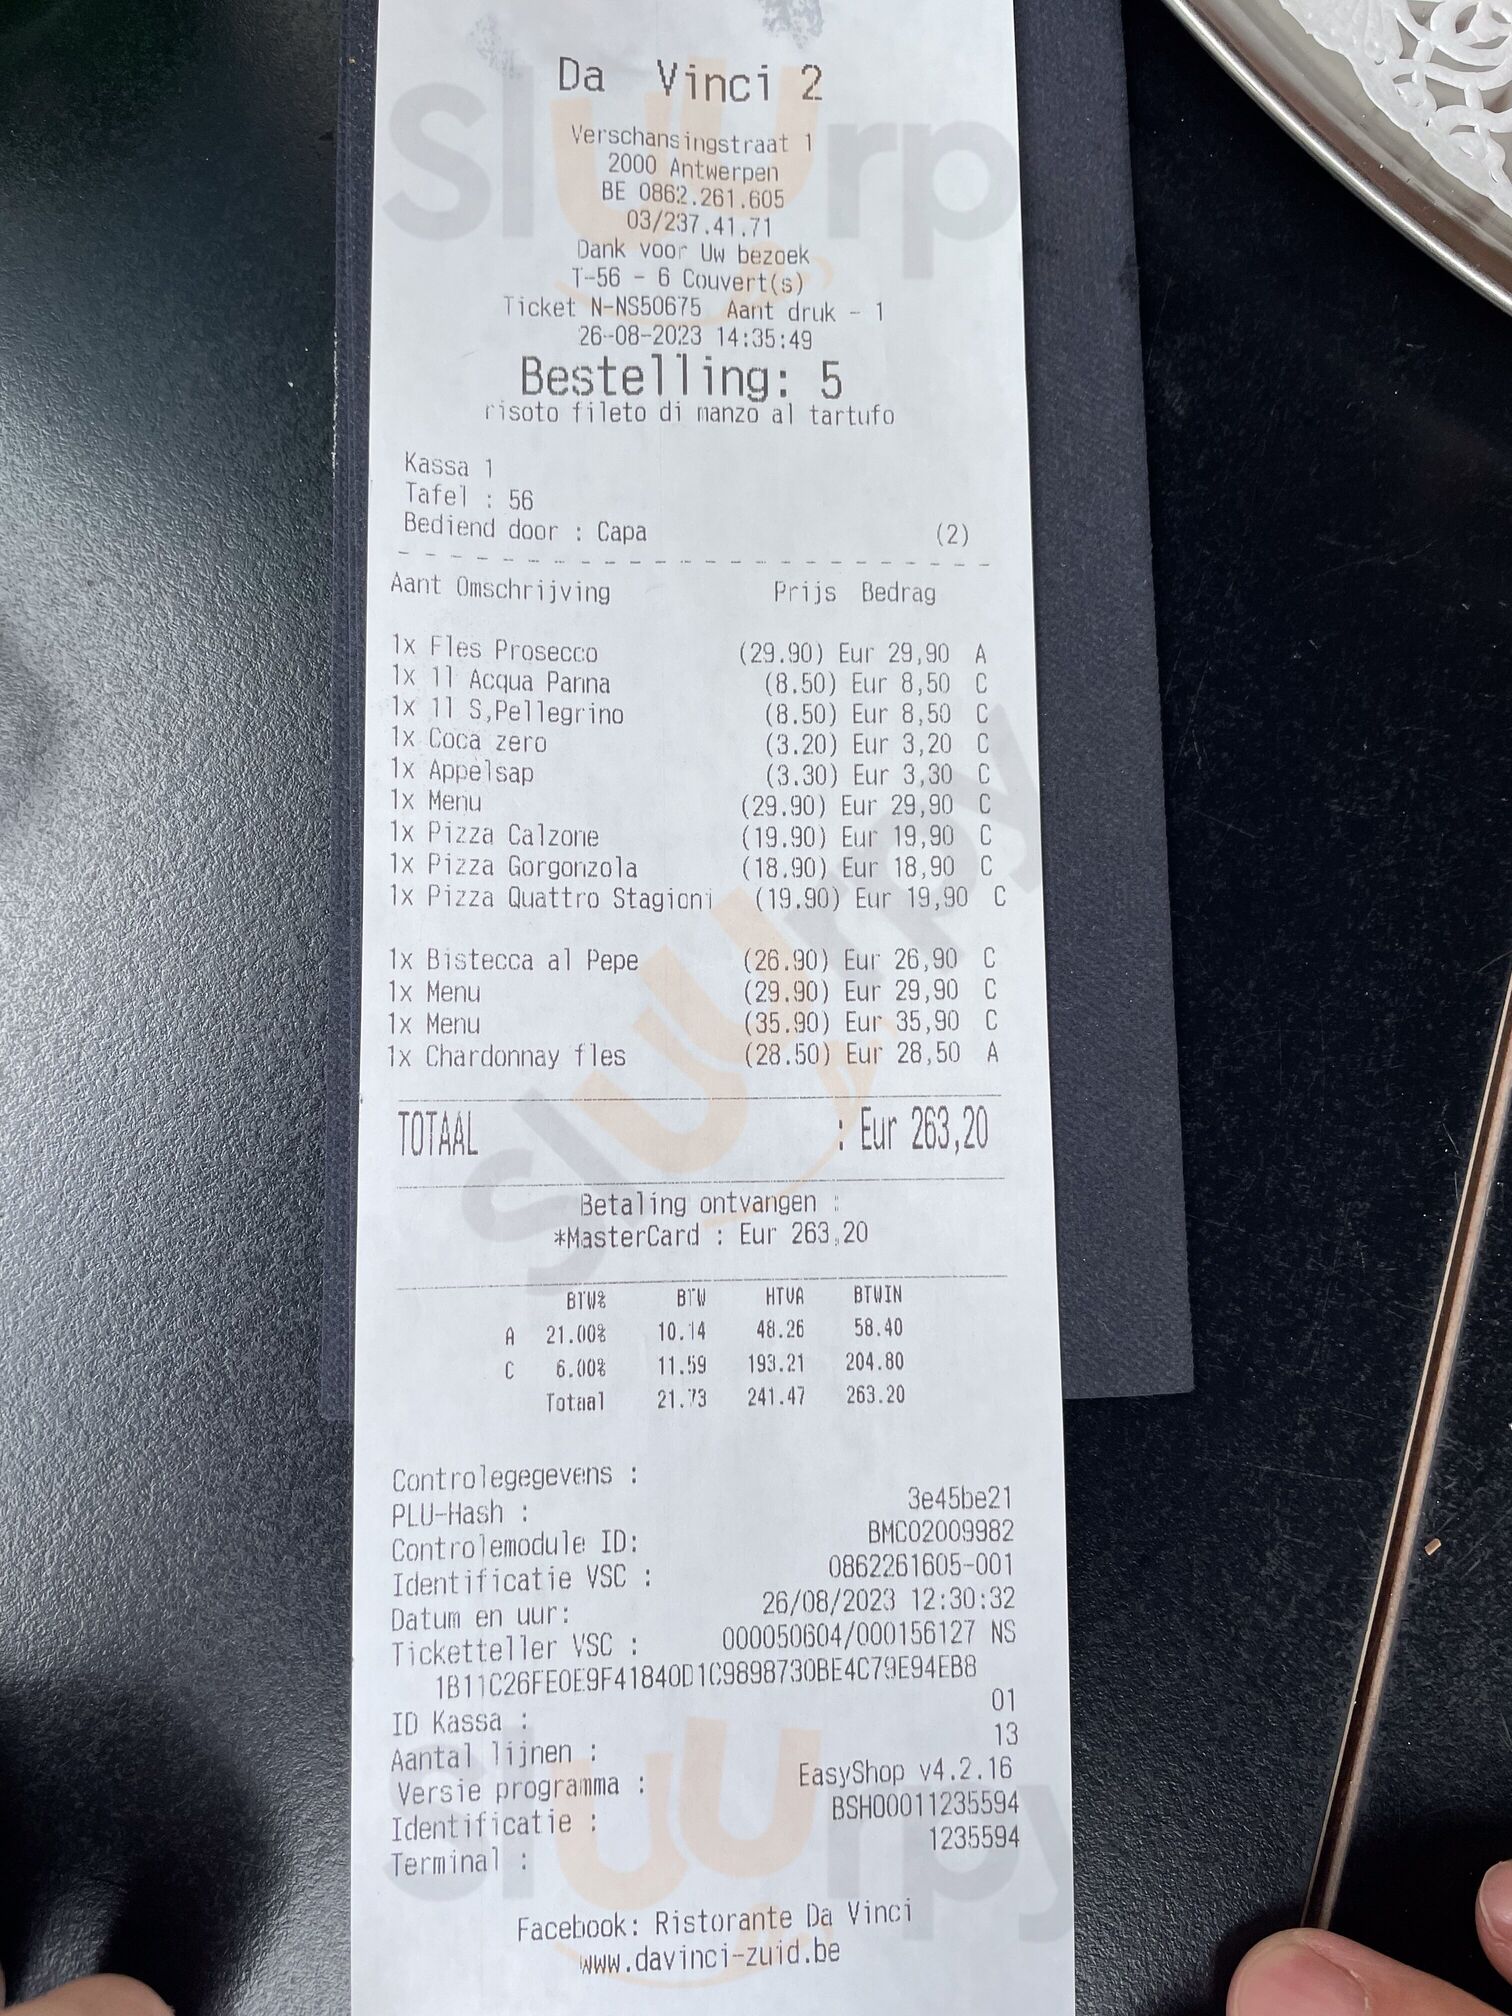 Da Vinci 2
Verschansingstraat 1
2000 Antwerpen
BE 0862.261.605
03/237.41.71
Dank voor Uw bezoek
T-56 - 6 Couvert(s)
Ticket N-NS50675 Aant druk - 1
26-08-2023 14:35:49
Bestelling: 5
risoto fileto di manzo al tartufo
Kassa 1
Tafel : 56
Bediend door : Capa (2)
Aant Omschrijving Prijs Bedrag
1x Fles Prosecco (29.90) Eur 29,90 A
1x 1l Acqua Panna (8.50) Eur 8,50 C
1x 1l S,Pellegrino (8.50) Eur 8,50 C
1x Coca zero (3.20) Eur 3,20 C
1x Appelsap (3.30) Eur 3,30 C
1x Menu (29.90) Eur 29,90 C
1x Pizza Calzone (19.90) Eur 19,90 C
1x Pizza Gorgonzola (18.90) Eur 18,90 C
1x Pizza Quattro Stagioni (19.90) Eur 19,90 C
1x Bistecca al Pepe (26.90) Eur 26,90 C
1x Menu (29.90) Eur 29,90 C
1x Menu (35.90) Eur 35,90 C
1x Chardonnay fles (28.50) Eur 28,50 A
TOTAAL : Eur 263,20
Betaling ontvangen :
*MasterCard : Eur 263,20
BTW% BTW HTVA BTWIN
A 21.00% 10.14 48.26 58.40
C 6.00% 11.59 193.21 204.80
Totaal 21.73 241.47 263.20
Controlegegevens :
PLU-Hash : 3e45be21
Controlemodule ID: BMC02009982
Identificatie VSC : 0862261605-001
Datum en uur: 26/08/2023 12:30:32
Ticketteller VSC : 000050604/000156127 NS
1B11C26FE0E9F41840D1C9898730BE4C79E94EB8
ID Kassa : 01
Aantal lijnen : 13
Versie programma : EasyShop v4.2.16
Identificatie : BSH00011235594
Terminal : 1235594
Facebook: Ristorante Da Vinci
www.davinci-zuid.be
Sluurpy
Sluurpy
Sluurpy